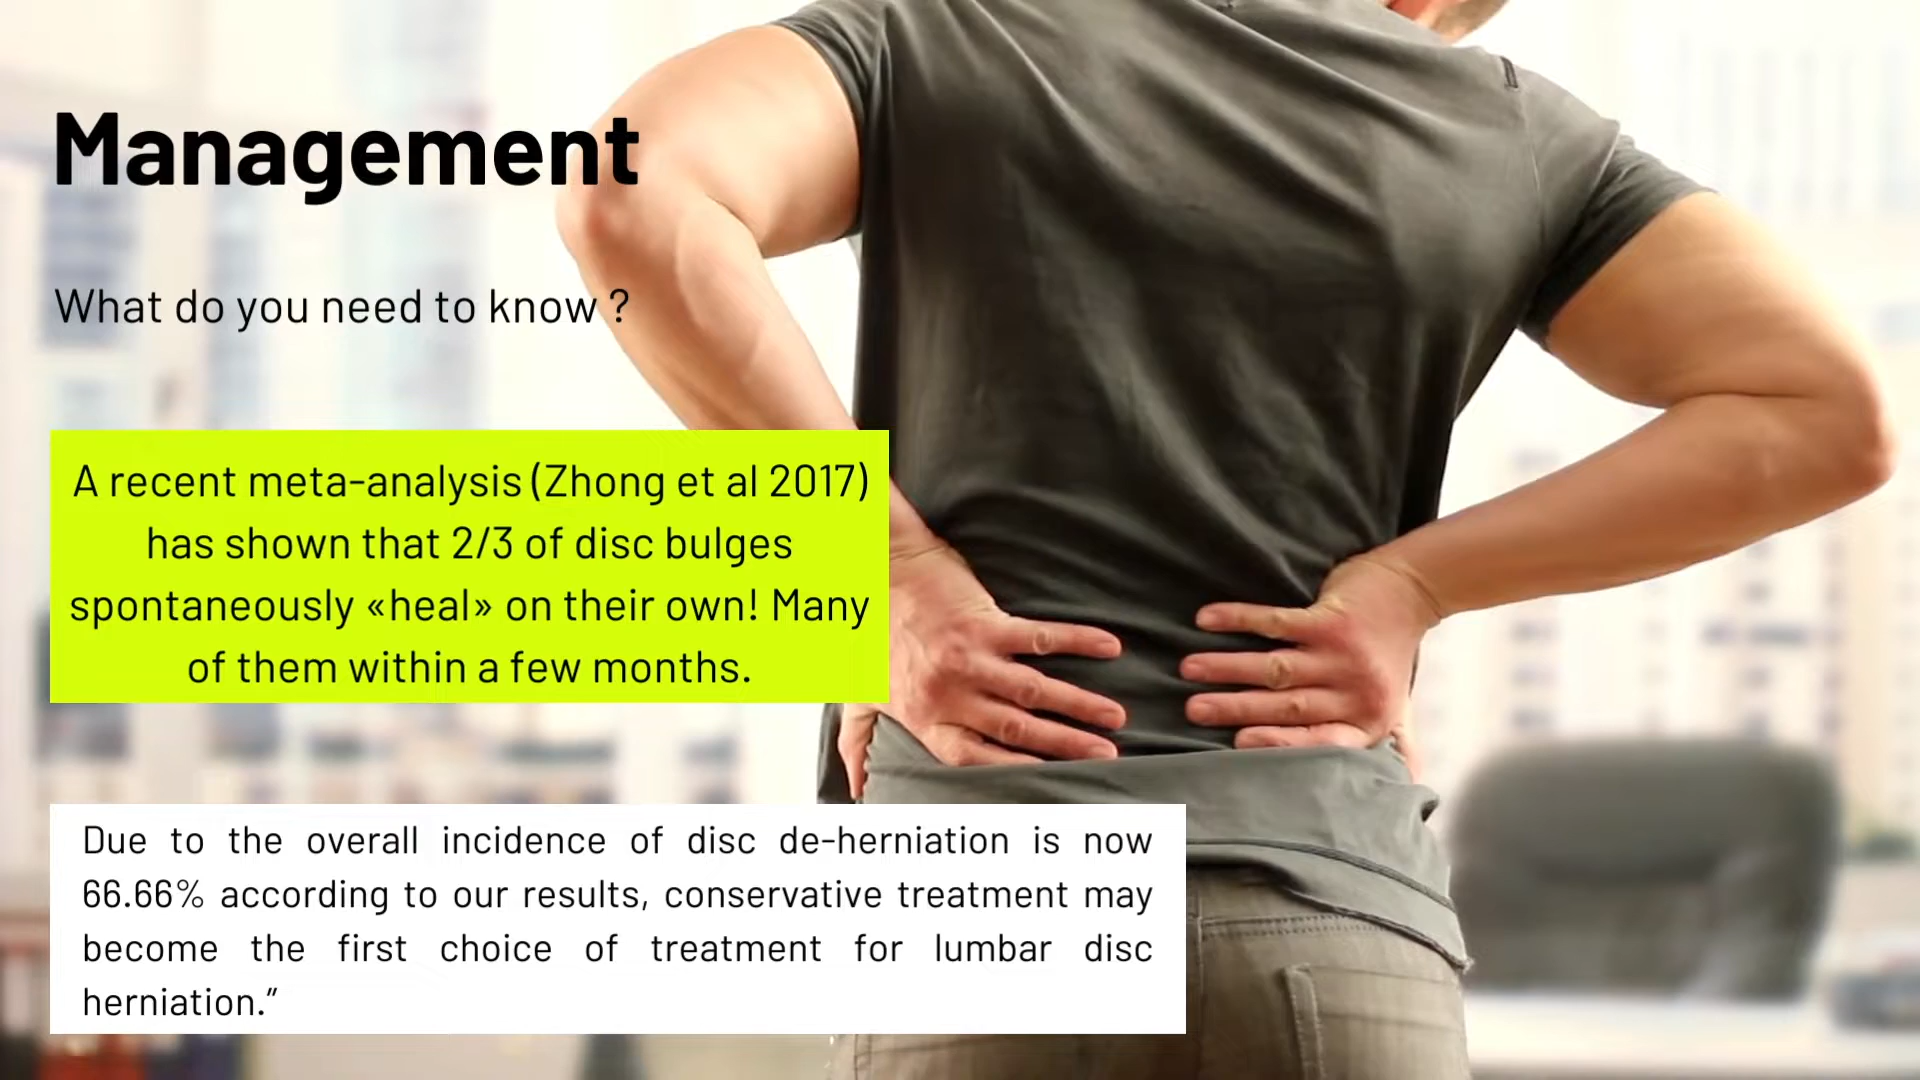 Management
What do you need to know ?
A recent meta-analysis (Zhong et al 2017)
has shown that 2/3 of disc bulges
spontaneously «heal» on their own! Many
of them within a few months.
Due to the overall incidence of disc de-herniation is now
66.66% according to our results, conservative treatment may
become the first choice of treatment for lumbar disc
herniation.”